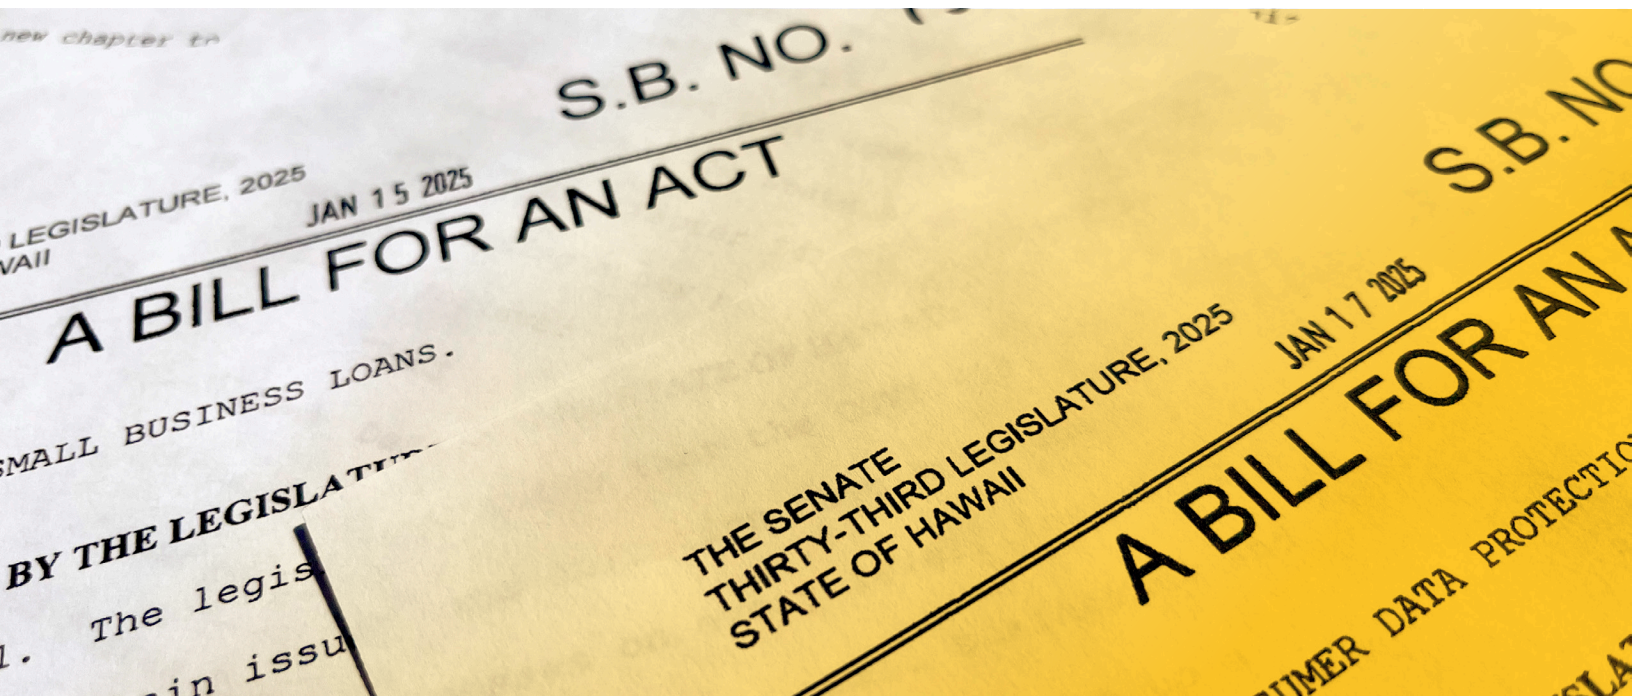 new chapter to
S.B. NO.
LEGISLATURE, 2025
JAN 15 2025
A BILL FOR AN ACT
SMALL BUSINESS LOANS.
BY THE
The legis
in issu
S.B. NO
THE SENATE
THIRTY-THIRD LEGISLATURE, 2025
STATE OF HAWAII
JAN 17 2025
A BILL FOR AN A
DATA PROTECTION